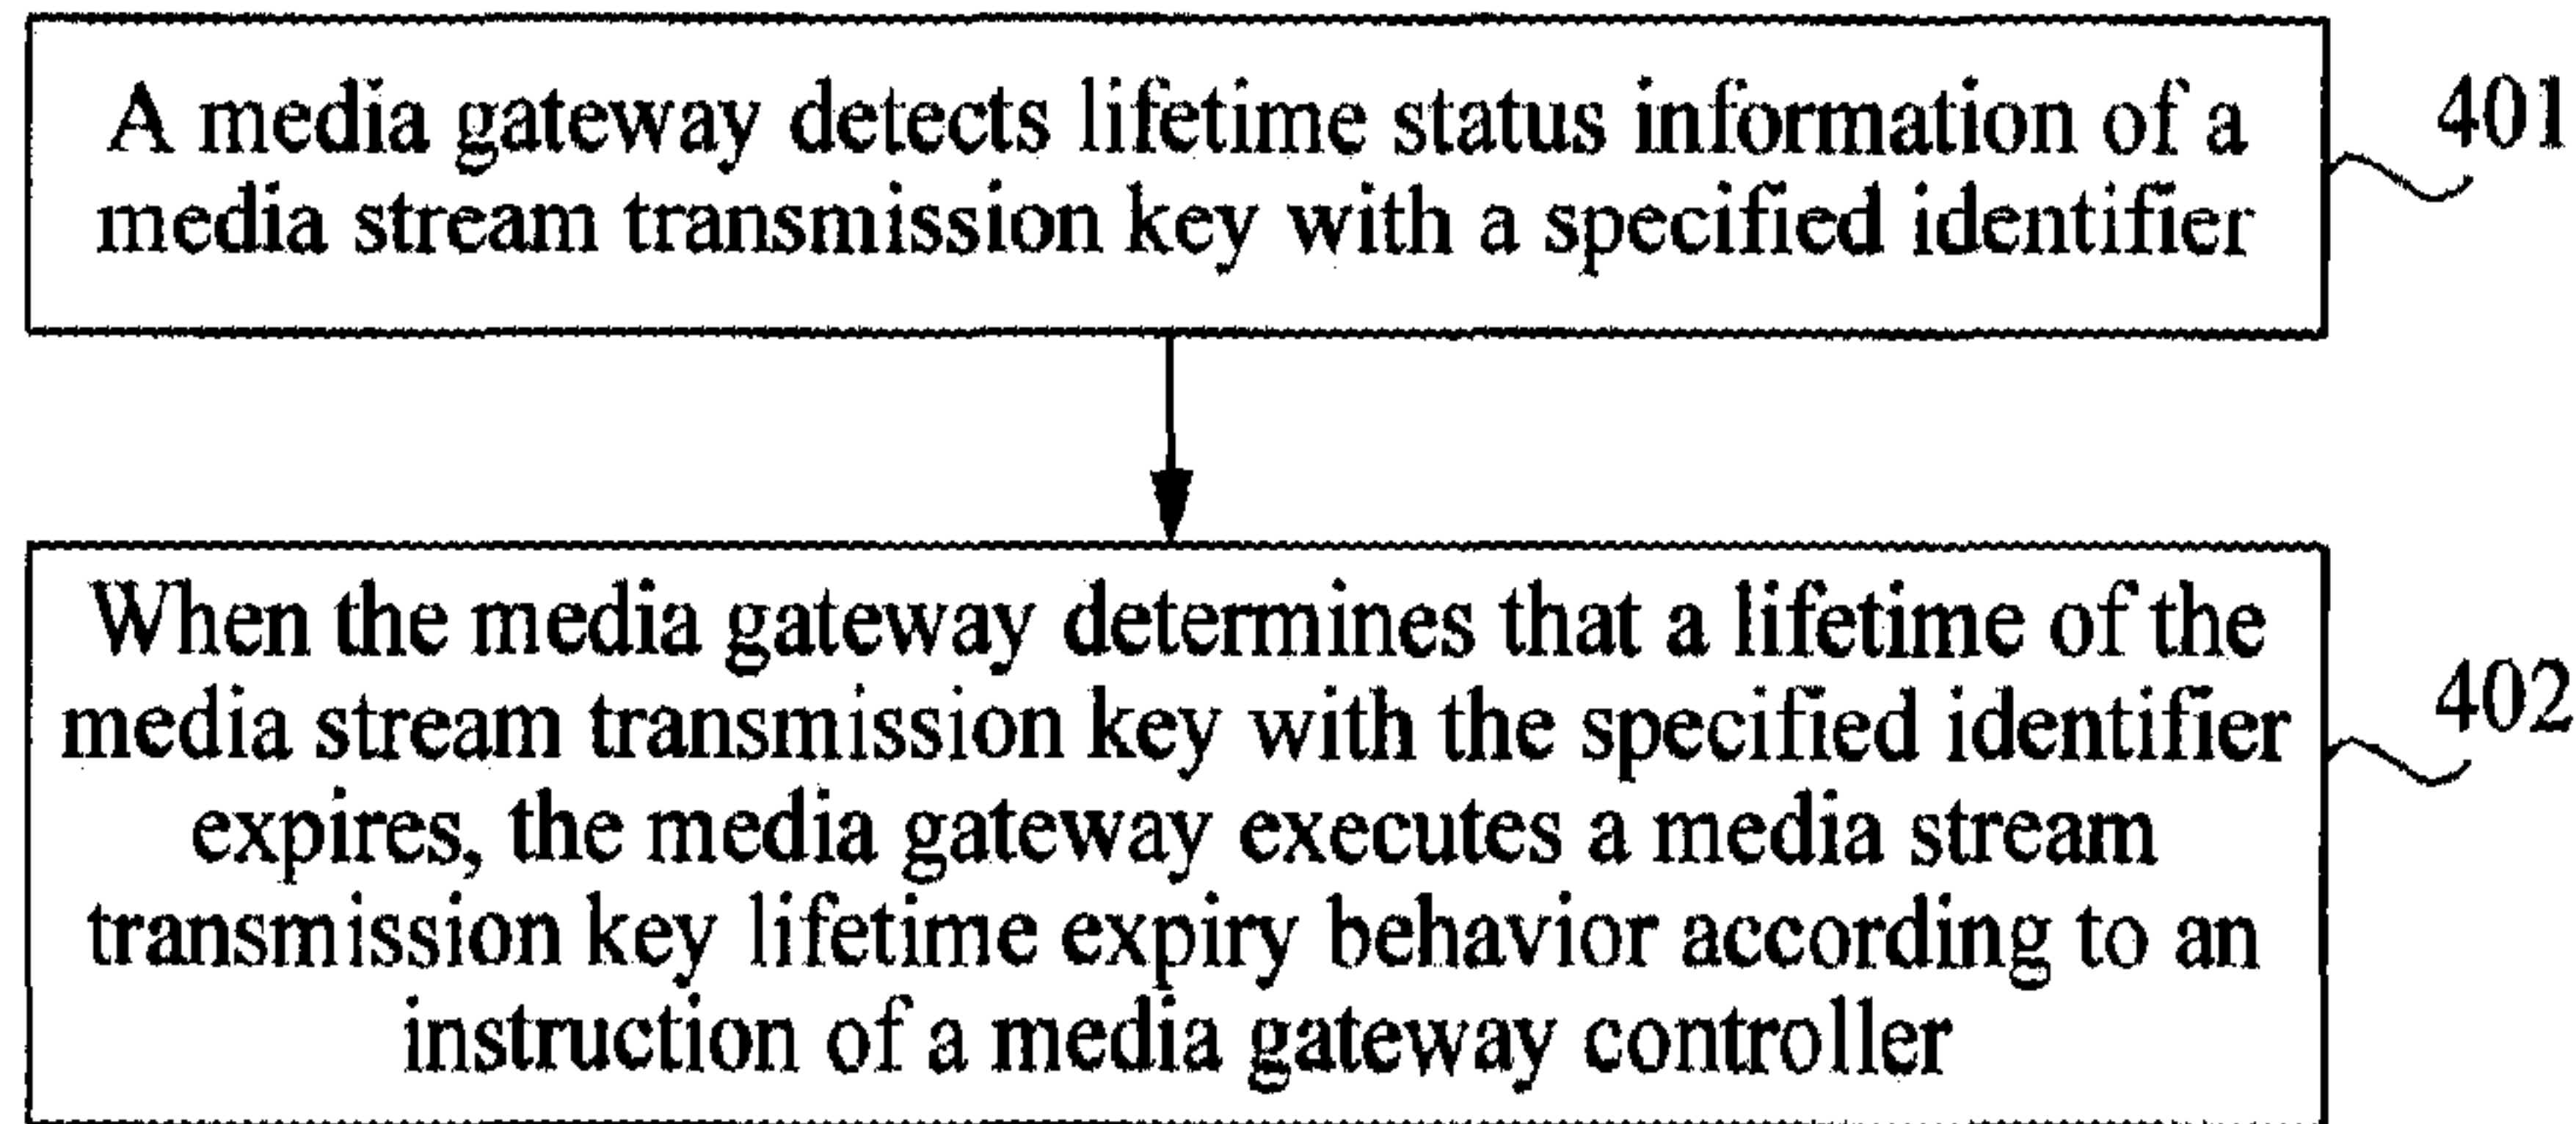 A media gateway detects lifetime status information of a
media stream transmission key with a specified identifier
401
When the media gateway determines that a lifetime of the
media stream transmission key with the specified identifier
expires, the media gateway executes a media stream
transmission key lifetime expiry behavior according to an
instruction of a media gateway controller
402